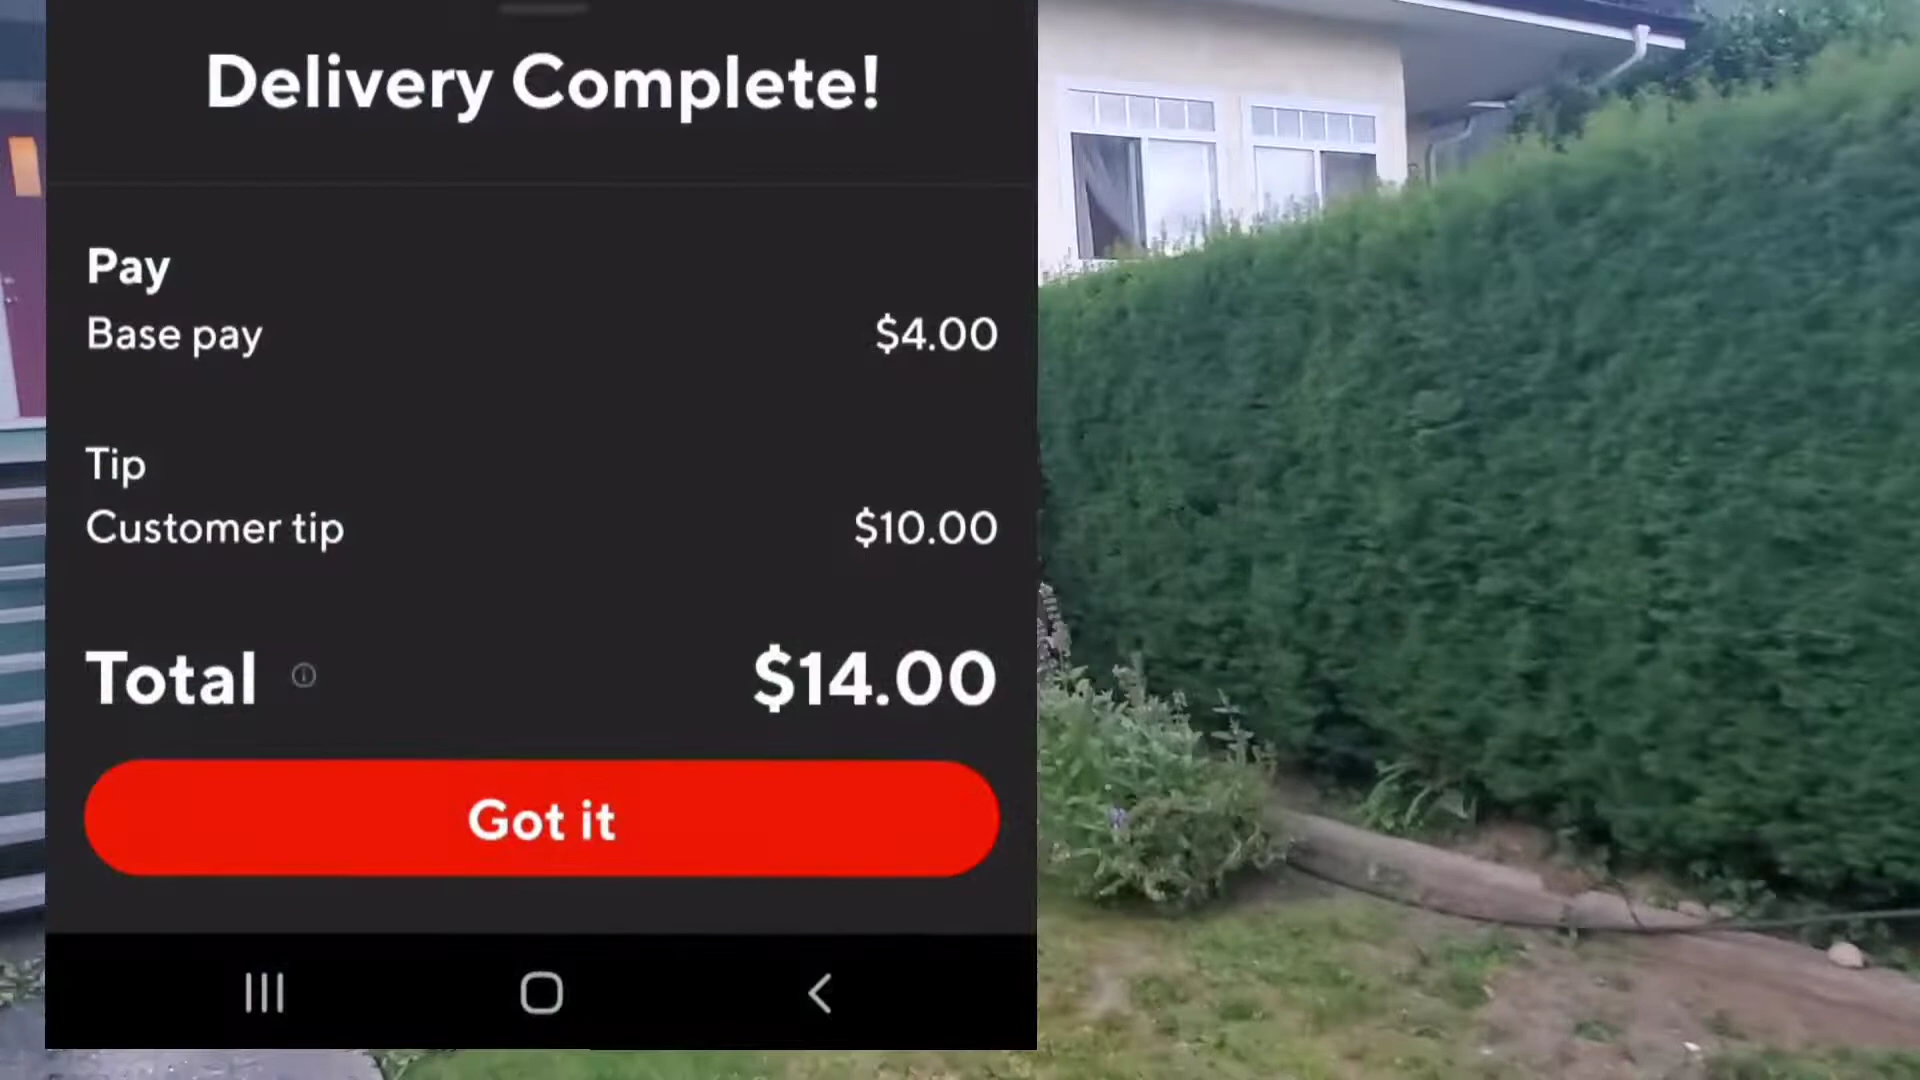 Delivery Complete!
Pay
Base pay $4.00
Tip
Customer tip $10.00
Total $14.00
Got it